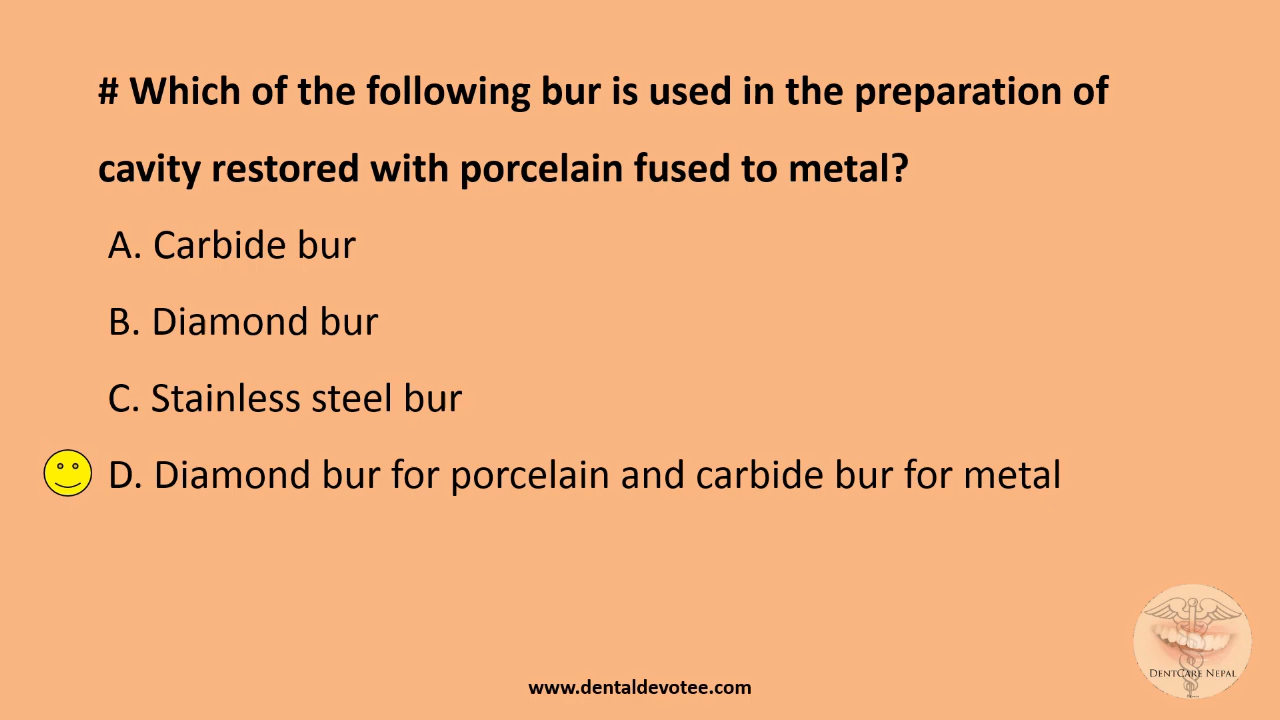 # Which of the following bur is used in the preparation of
cavity restored with porcelain fused to metal?
A. Carbide bur
B. Diamond bur
C. Stainless steel bur
D. Diamond bur for porcelain and carbide bur for metal
DENTCARE NEPAL
www.dentaldevotee.com